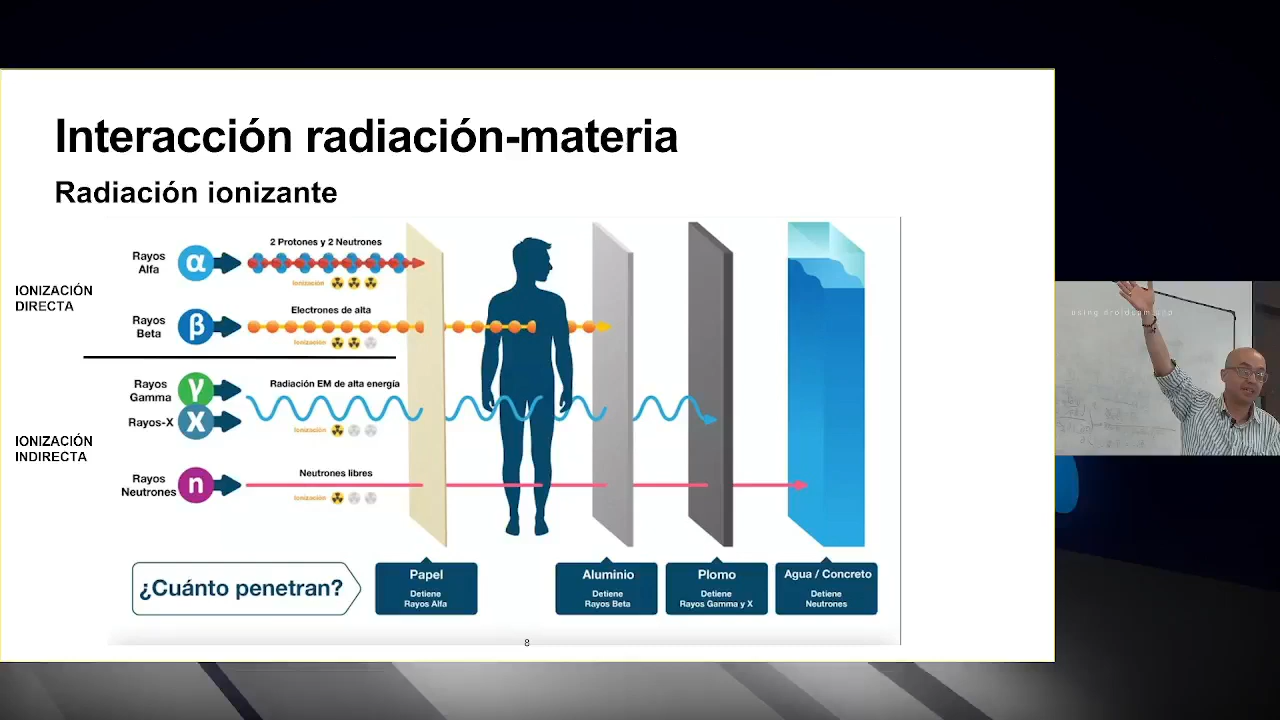 Interacción radiación-materia
Radiación ionizante
IONIZACIÓN
DIRECTA
Rayos
Alfa
α
2 Protones y 2 Neutrones
Ionización
Rayos
Beta
β
Electrones de alta
Ionización
IONIZACIÓN
INDIRECTA
Rayos
Gamma
γ
Radiación EM de alta energía
Rayos-X
X
Ionización
Rayos
Neutrones
n
Neutrones libres
Ionización
¿Cuánto penetran?
Papel
Detiene
Rayos Alfa
Aluminio
Detiene
Rayos Beta
Plomo
Detiene
Rayos Gamma y X
Agua / Concreto
Detiene
Neutrones
8